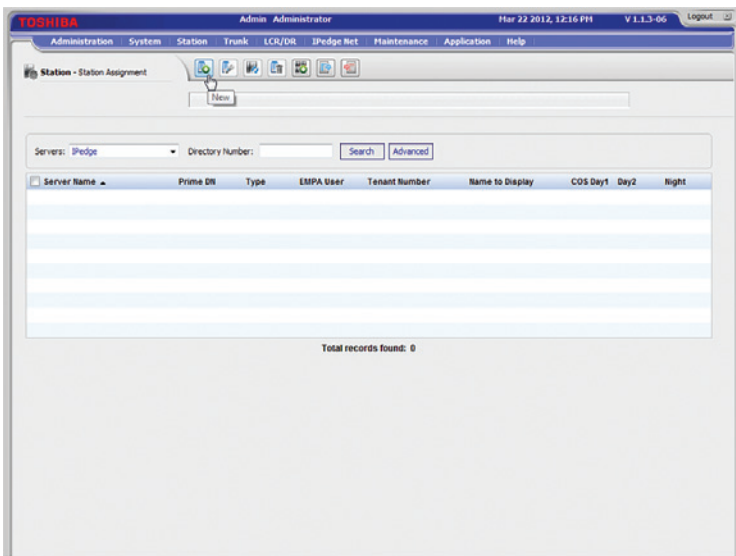 TOSHIBA
Admin Administrator
Mar 22 2012, 12:16 PM
V 1.1.3-06
Logout
Administration System Station Trunk LCR/DR IPedge Net Maintenance Application Help
Station - Station Assignment
New
Servers: IPedge Directory Number: Search Advanced
Server Name Prime DN Type EMPA User Tenant Number Name to Display COS Day1 Day2 Night
Total records found: 0